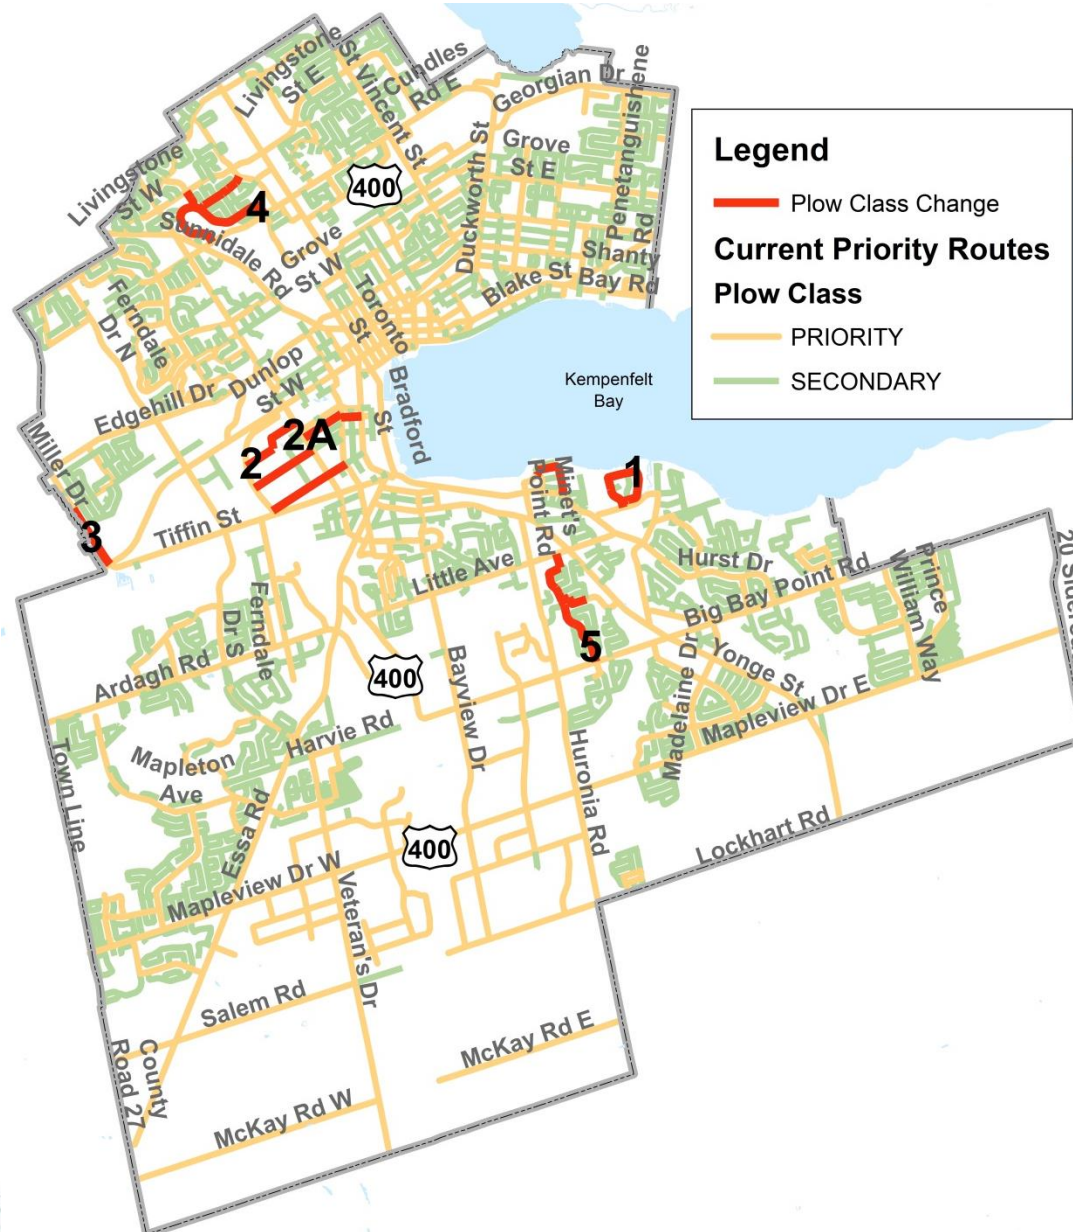 Livingstone
St E
St Vincent St
Cundles
Rd E
Georgian Dr
Penetanguishene
Rd
Legend
Plow Class Change
Current Priority Routes
Plow Class
PRIORITY
SECONDARY
Livingstone
St W
4
400
Duckworth St
Grove
St E
Sunnidale Rd
Grove
St W
Shanty
Bay Rd
Blake St
Toronto
St
Ferndale
Dr N
Dunlop
St W
Edgehill Dr
Bradford
St
Kempenfelt
Bay
2A
2
Miller Dr
3
Tiffin St
1
Minet's
Point Rd
Little Ave
Hurst Dr
Big Bay Point Rd
Prince
William Way
20 Sidero
Ferndale
Dr S
Ardagh Rd
5
400
Bayview Dr
Yonge St
Madelaine Dr
Mapleview Dr E
Harvie Rd
Mapleton
Ave
Town Line
Essa Rd
Huronia Rd
400
Lockhart Rd
Mapleview Dr W
Veteran's Dr
Salem Rd
McKay Rd E
County
Road 27
McKay Rd W